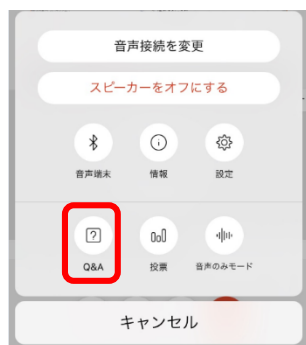 音声接続を変更
スピーカーをオフにする
音声端末 情報 設定
Q&A 投票 音声のみモード
キャンセル